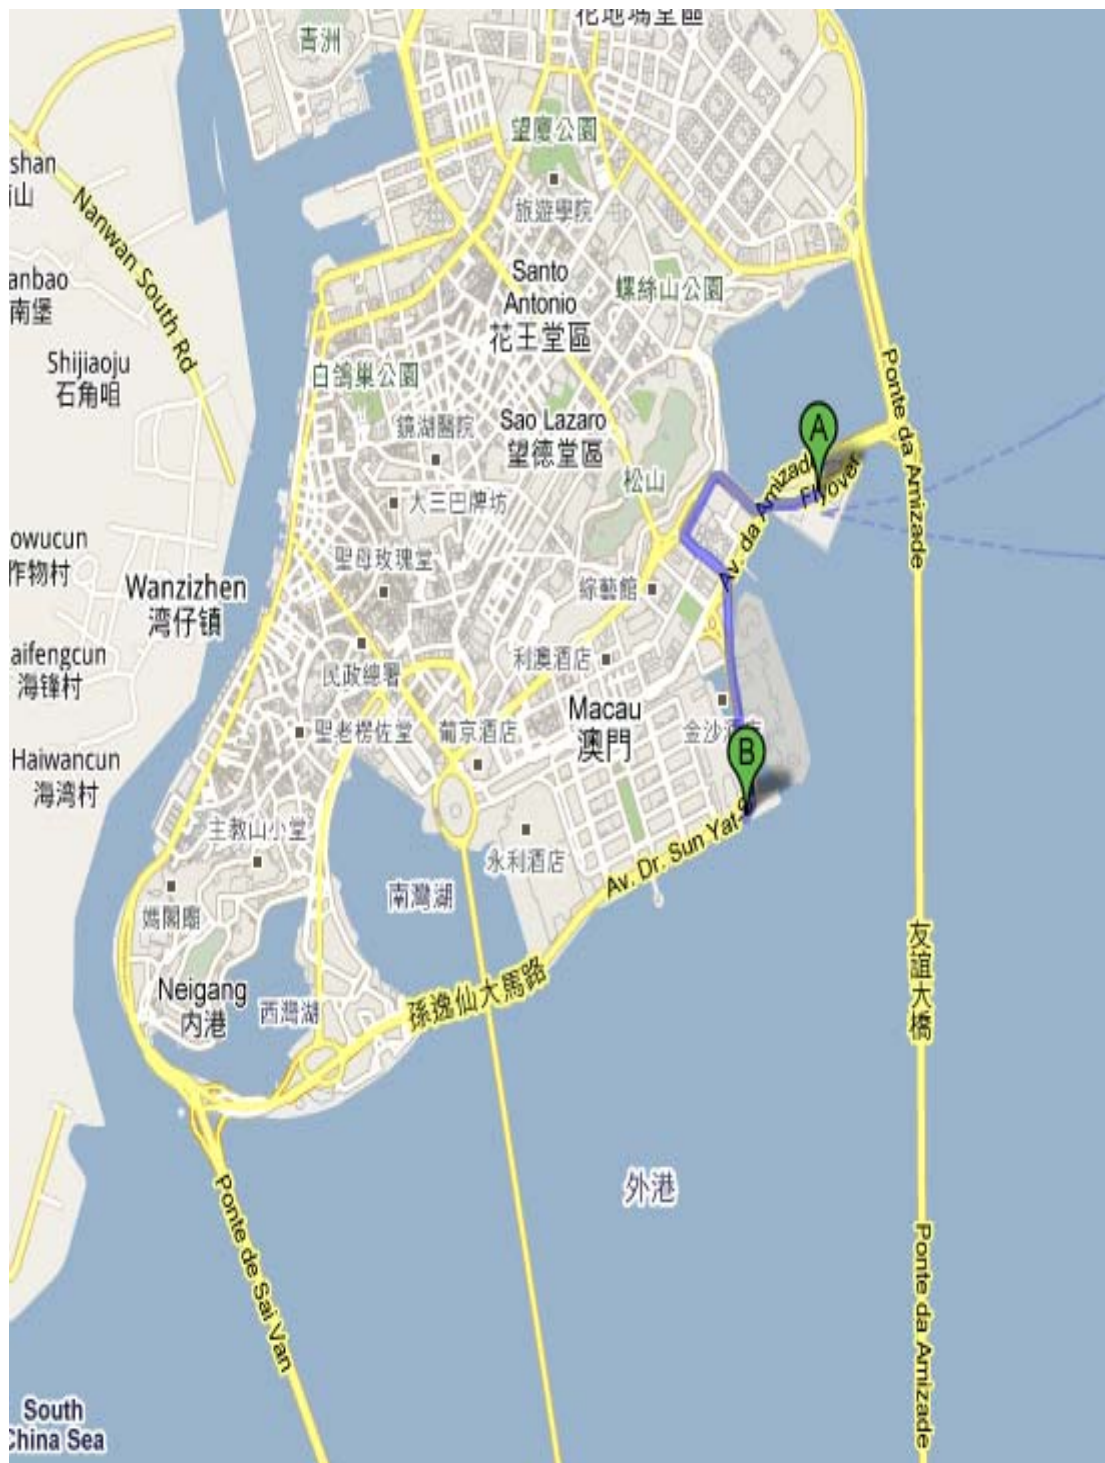 花地瑪堂區
青洲
望廈公園
shan
山
旅遊學院
Nanwan South Rd
anbao
南堡
Santo
Antonio
花王堂區
螺絲山公園
Shijiaoju
石角咀
白鴿巢公園
Ponte da Amizade
鏡湖醫院
Sao Lazaro
望德堂區
A
松山
Av. da Amizade
Flyover
大三巴牌坊
owucun
作物村
聖母玫瑰堂
Wanzizhen
湾仔镇
綜藝館
aifengcun
海锋村
民政總署
利澳酒店
Macau
澳門
聖老楞佐堂
葡京酒店
金沙
B
Haiwancun
海湾村
主教山小堂
永利酒店
Av. Dr. Sun Yat-S
南灣湖
媽閣廟
友誼大橋
Neigang
内港
西灣湖
孫逸仙大馬路
外港
Ponte de Sai Van
Ponte da Amizade
South
China Sea